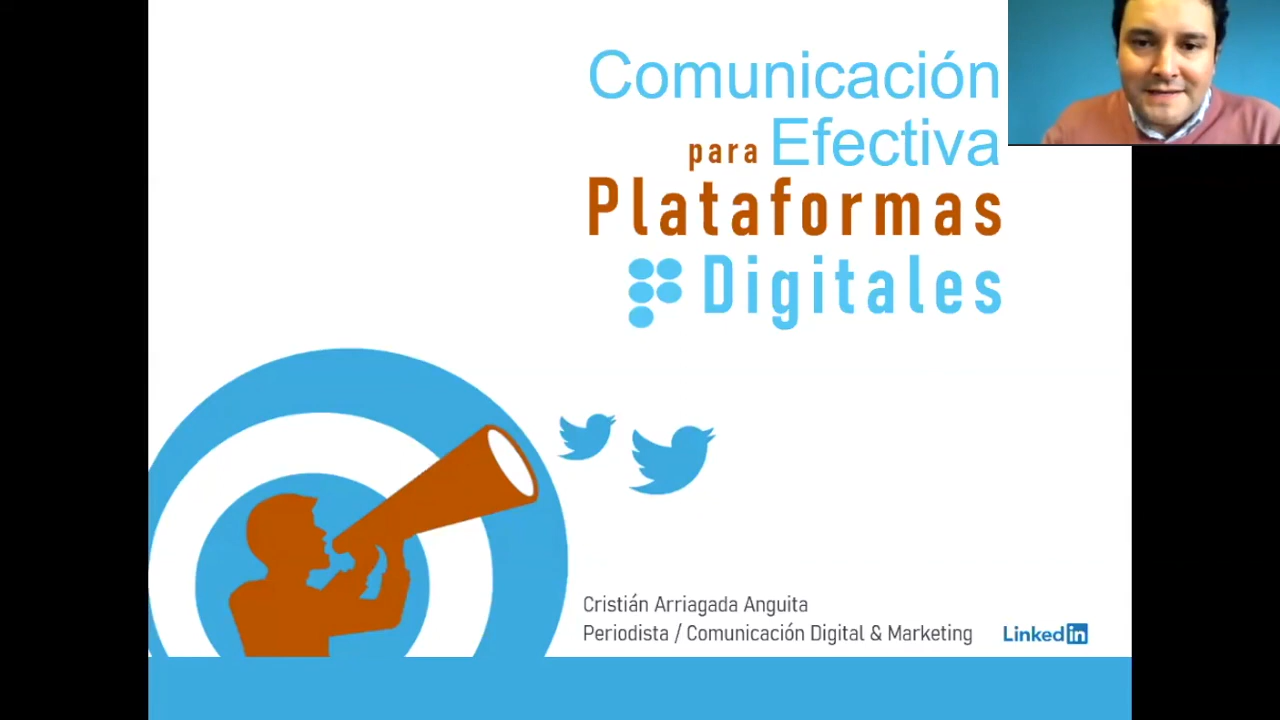 Comunicación
para Efectiva
Plataformas
Digitales
Cristián Arriagada Anguita
Periodista / Comunicación Digital & Marketing
Linkedin